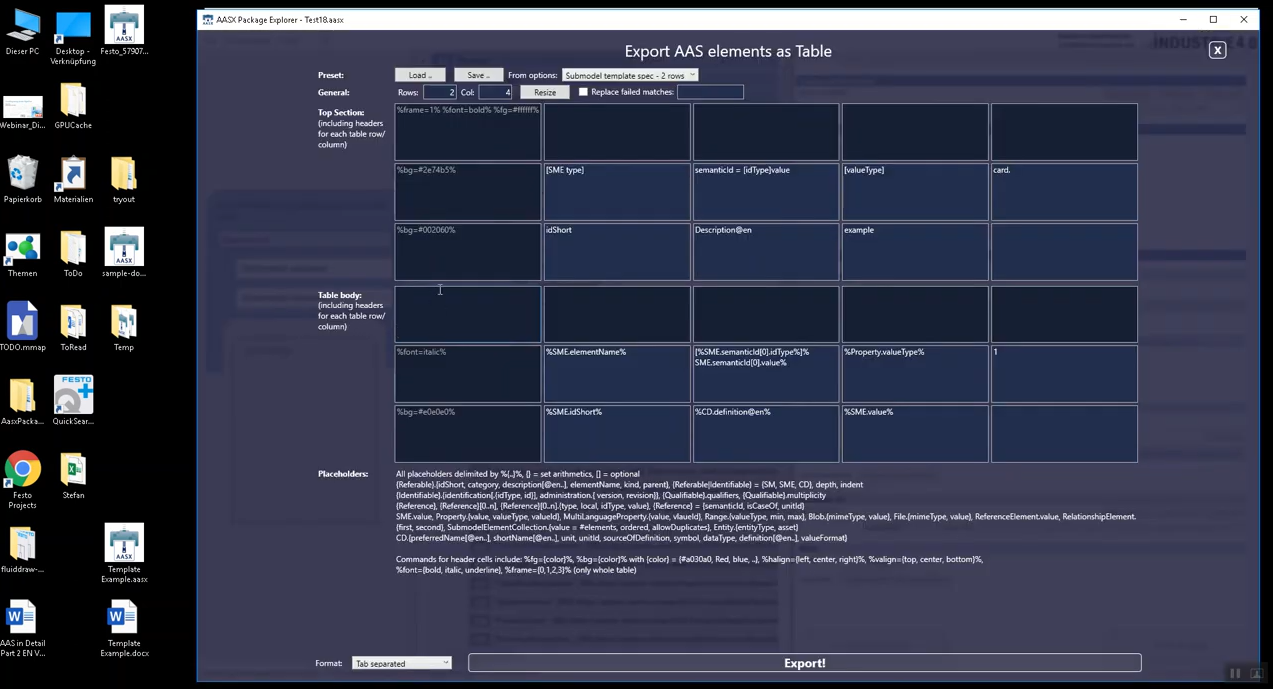 AASX Package Explorer - Test18.aasx
Export AAS elements as Table
X
Preset: Load .. Save .. From options: Submodel template spec - 2 rows
General: Rows: 2 Col: 4 Resize Replace failed matches:
Top Section:
(including headers
for each table row/
column)
%frame=1% %font=bold% %fg=#ffffff%
%bg=#2e74b5% [SME type] semanticId = [idType]value [valueType] card.
%bg=#002060% idShort Description@en example
Table body:
(including headers
for each table row/
column)
%font=italic% %SME.elementName% [%SME.semanticId[0].idType%]% %Property.valueType% 1
SME.semanticId[0].value%
%bg=#e0e0e0% %SME.idShort% %CD.definition@en% %SME.value%
Placeholders: All placeholders delimited by %{..}%, {} = set arithmetics, [] = optional
{Referable}.{idShort, category, description[@en..], elementName, kind, parent}, {Referable|Identifiable} = {SM, SME, CD}, depth, indent
{Identifiable}.{identification[.{idType, id}], administration.{ version, revision}}, {Qualifiable}.qualifiers, {Qualifiable}.multiplicity
{Reference}, {Reference}[0..n], {Reference}[0..n].{type, local, idType, value}, {Reference} = {semanticId, isCaseOf, unitId}
SME.value, Property.{value, valueType, valueId}, MultiLanguageProperty.{value, vlaueId}, Range.{valueType, min, max}, Blob.{mimeType, value}, File.{mimeType, value}, ReferenceElement.value, RelationshipElement.
{first, second}, SubmodelElementCollection.{value = #elements, ordered, allowDuplicates}, Entity.{entityType, asset}
CD.{preferredName[@en..], shortName[@en..], unit, unitId, sourceOfDefinition, symbol, dataType, definition[@en..], valueFormat}
Commands for header cells include: %fg={color}%, %bg={color}% with {color} = {#a030a0, Red, blue, ..}, %halign={left, center, right}%, %valign={top, center, bottom}%,
%font={bold, italic, underline}, %frame={0,1,2,3}% (only whole table)
Format: Tab separated Export!
Dieser PC
Desktop -
Verknüpfung
Festo_57907...
Webinar_Di...
GPUCache
Papierkorb
Materialien
tryout
Themen
ToDo
sample-do...
TODO.mmap
ToRead
Temp
AasxPacka...
FESTO
QuickSear...
Festo
Projects
Stefan
fluiddraw-...
Template
Example.aasx
AAS in Detail
Part 2 EN V...
Template
Example.docx